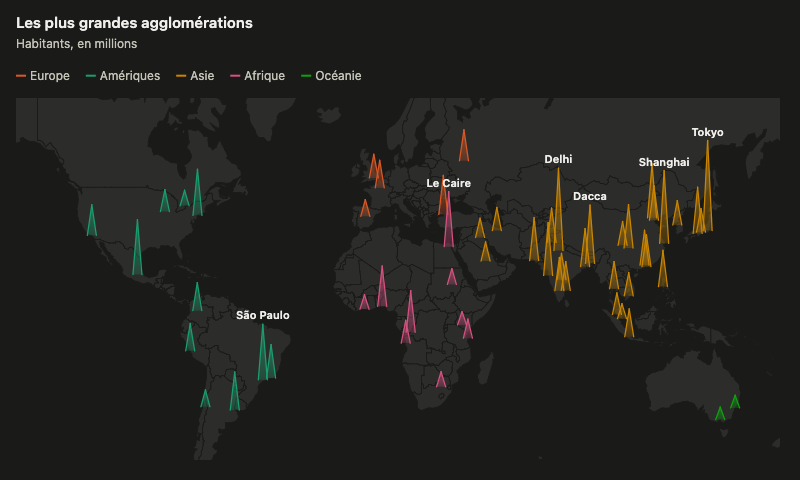 Les plus grandes agglomérations
Habitants, en millions
Europe Amériques Asie Afrique Océanie
Tokyo
Delhi
Shanghai
Le Caire
Dacca
São Paulo